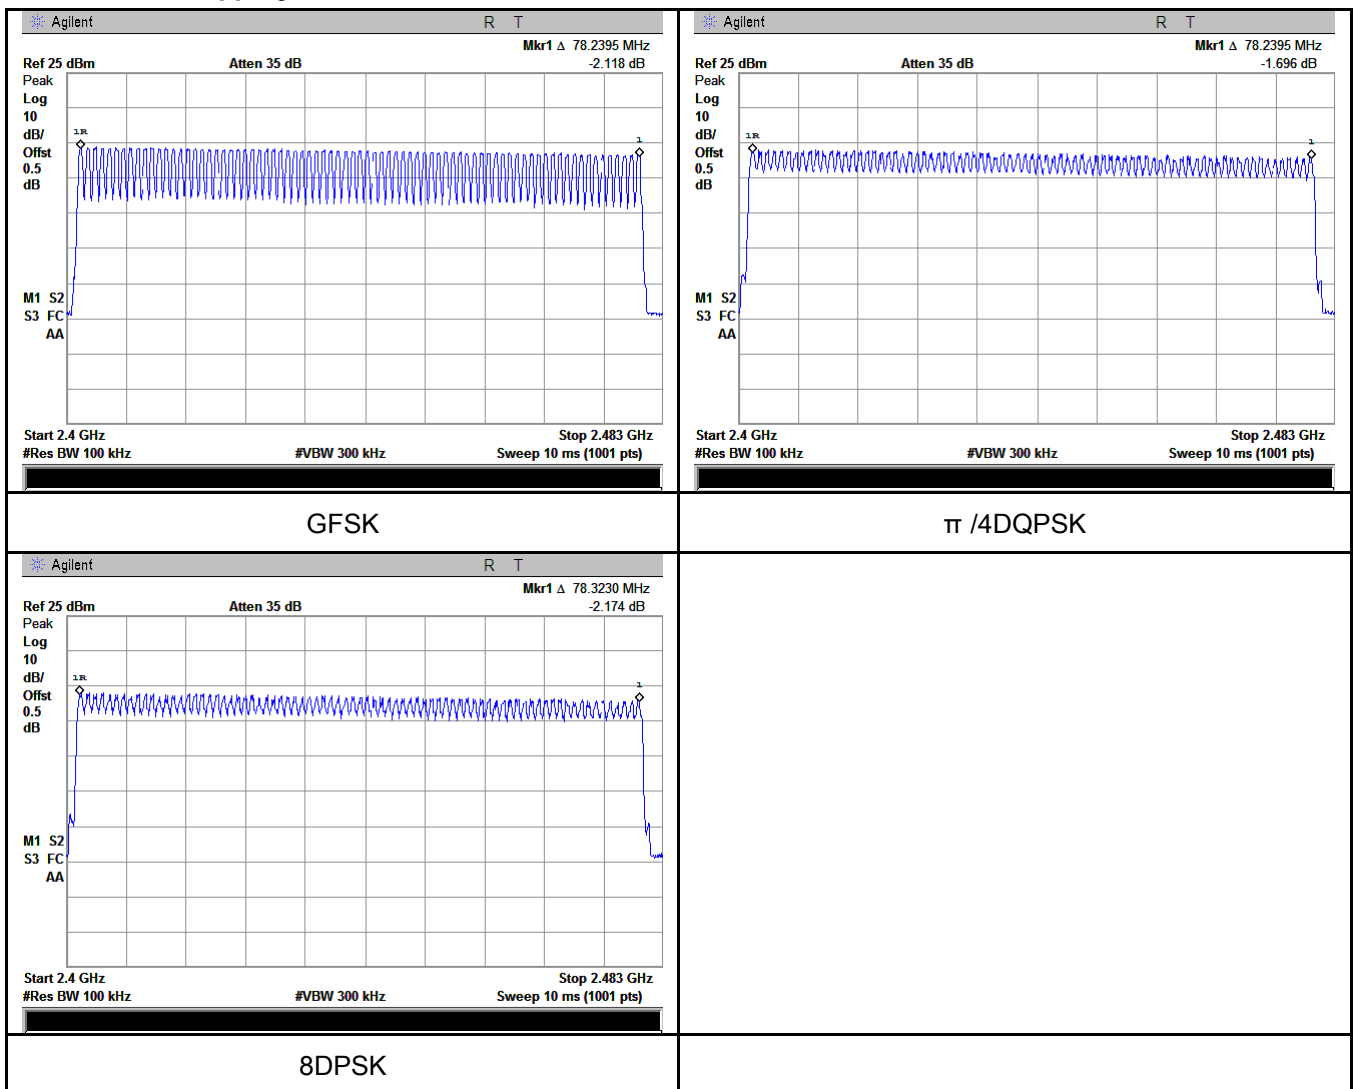 Agilent R T
Mkr1 Δ 78.2395 MHz
Ref 25 dBm Atten 35 dB -2.118 dB
Peak
Log
10
dB/
Offst
0.5
dB
1R
1
M1 S2
S3 FC
AA
Start 2.4 GHz Stop 2.483 GHz
#Res BW 100 kHz #VBW 300 kHz Sweep 10 ms (1001 pts)
GFSK
Agilent R T
Mkr1 Δ 78.2395 MHz
Ref 25 dBm Atten 35 dB -1.696 dB
Peak
Log
10
dB/
Offst
0.5
dB
1R
1
M1 S2
S3 FC
AA
Start 2.4 GHz Stop 2.483 GHz
#Res BW 100 kHz #VBW 300 kHz Sweep 10 ms (1001 pts)
π /4DQPSK
Agilent R T
Mkr1 Δ 78.3230 MHz
Ref 25 dBm Atten 35 dB -2.174 dB
Peak
Log
10
dB/
Offst
0.5
dB
1R
1
M1 S2
S3 FC
AA
Start 2.4 GHz Stop 2.483 GHz
#Res BW 100 kHz #VBW 300 kHz Sweep 10 ms (1001 pts)
8DPSK